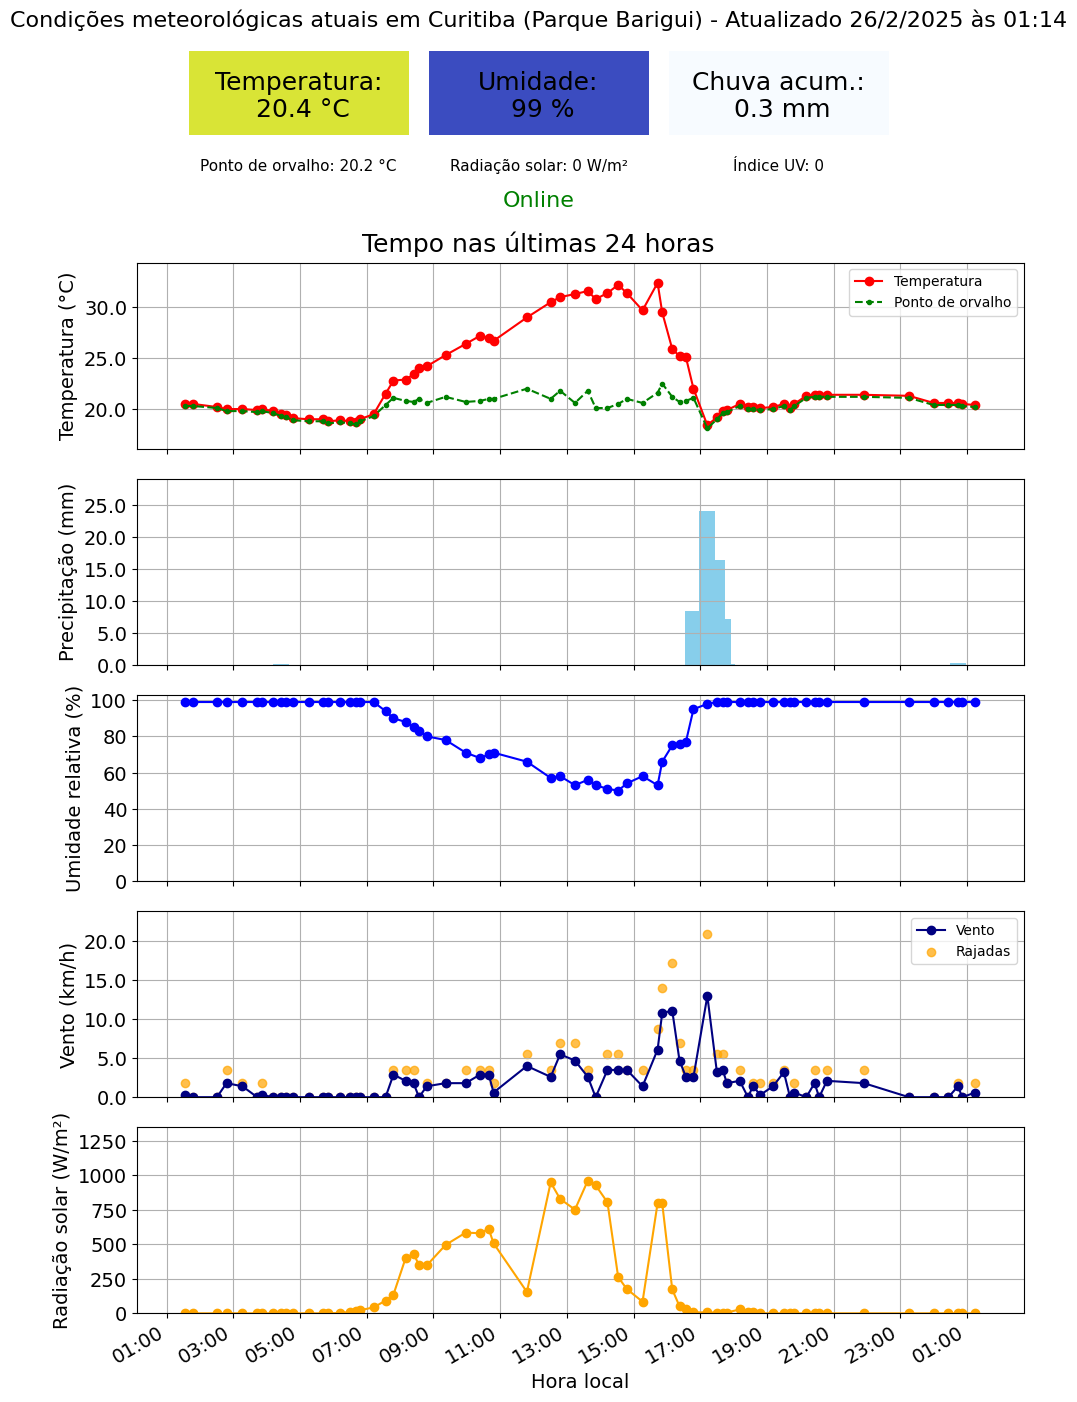 Condições meteorológicas atuais em Curitiba (Parque Barigui) - Atualizado 26/2/2025 às 01:14
Temperatura:
20.4 °C
Umidade:
99 %
Chuva acum.:
0.3 mm
Ponto de orvalho: 20.2 °C
Radiação solar: 0 W/m²
Índice UV: 0
Online
Tempo nas últimas 24 horas
Temperatura (°C)
30.0
25.0
20.0
Temperatura
Ponto de orvalho
Precipitação (mm)
25.0
20.0
15.0
10.0
5.0
0.0
Umidade relativa (%)
100
80
60
40
20
0
Vento (km/h)
20.0
15.0
10.0
5.0
0.0
Vento
Rajadas
Radiação solar (W/m²)
1250
1000
750
500
250
0
01:00
03:00
05:00
07:00
09:00
11:00
13:00
15:00
17:00
19:00
21:00
23:00
01:00
Hora local